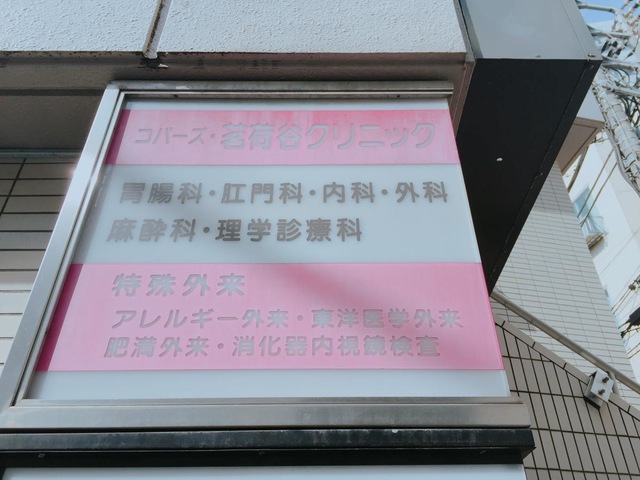 コバーズ・茗荷谷クリニック
胃腸科・肛門科・内科・外科
麻酔科・理学診療科
特殊外来
アレルギー外来・東洋医学外来
肥満外来・消化器内視鏡検査